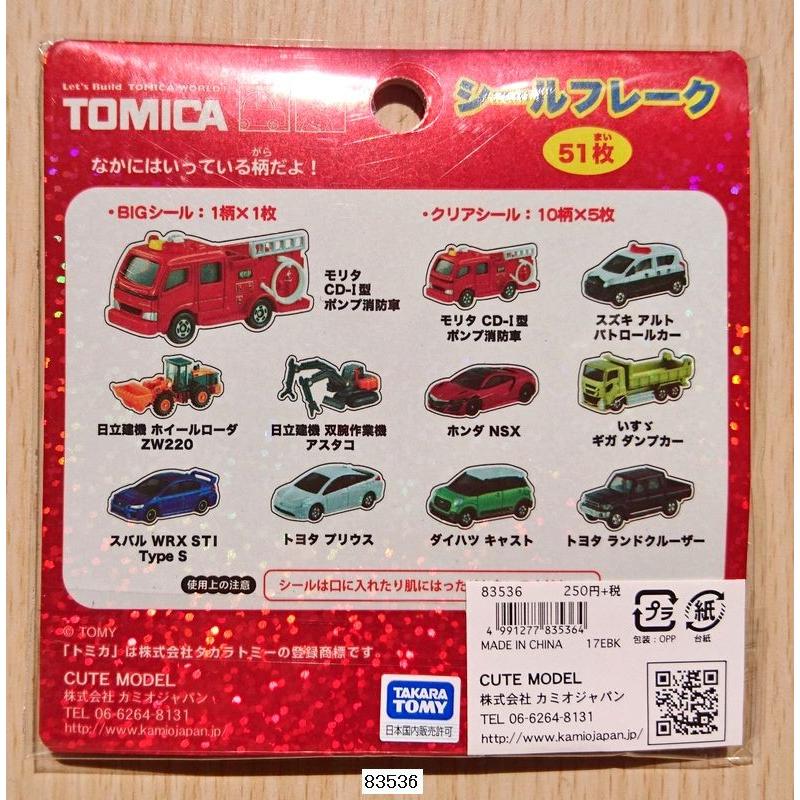 Let's Build TOMICA WORLD!
TOMICA
シールフレーク
まい
51枚
がら
なかにはいっている柄だよ！
・BIGシール：1柄×1枚
・クリアシール：10柄×5枚
モリタ
CD-I型
ポンプ消防車
モリタ CD-I型
ポンプ消防車
スズキ アルト
パトロールカー
日立建機 ホイールローダ
ZW220
日立建機 双腕作業機
アスタコ
ホンダ NSX
いすゞ
ギガ ダンプカー
スバル WRX STI
Type S
トヨタ プリウス
ダイハツ キャスト
トヨタ ランドクルーザー
使用上の注意
シールは口に入れたり肌にはった
© TOMY
「トミカ」は株式会社タカラトミーの登録商標です。
CUTE MODEL
株式会社 カミオジャパン
TEL 06-6264-8131
http://www.kamiojapan.jp/
TAKARA
TOMY
日本国内販売許可
83536 250円+税
4 991277 835364
MADE IN CHINA 17EBK
プラ
包装：OPP
紙
台紙
CUTE MODEL
株式会社 カミオジャパン
TEL 06-6264-8131
http://www.kamiojapan.jp/
83536